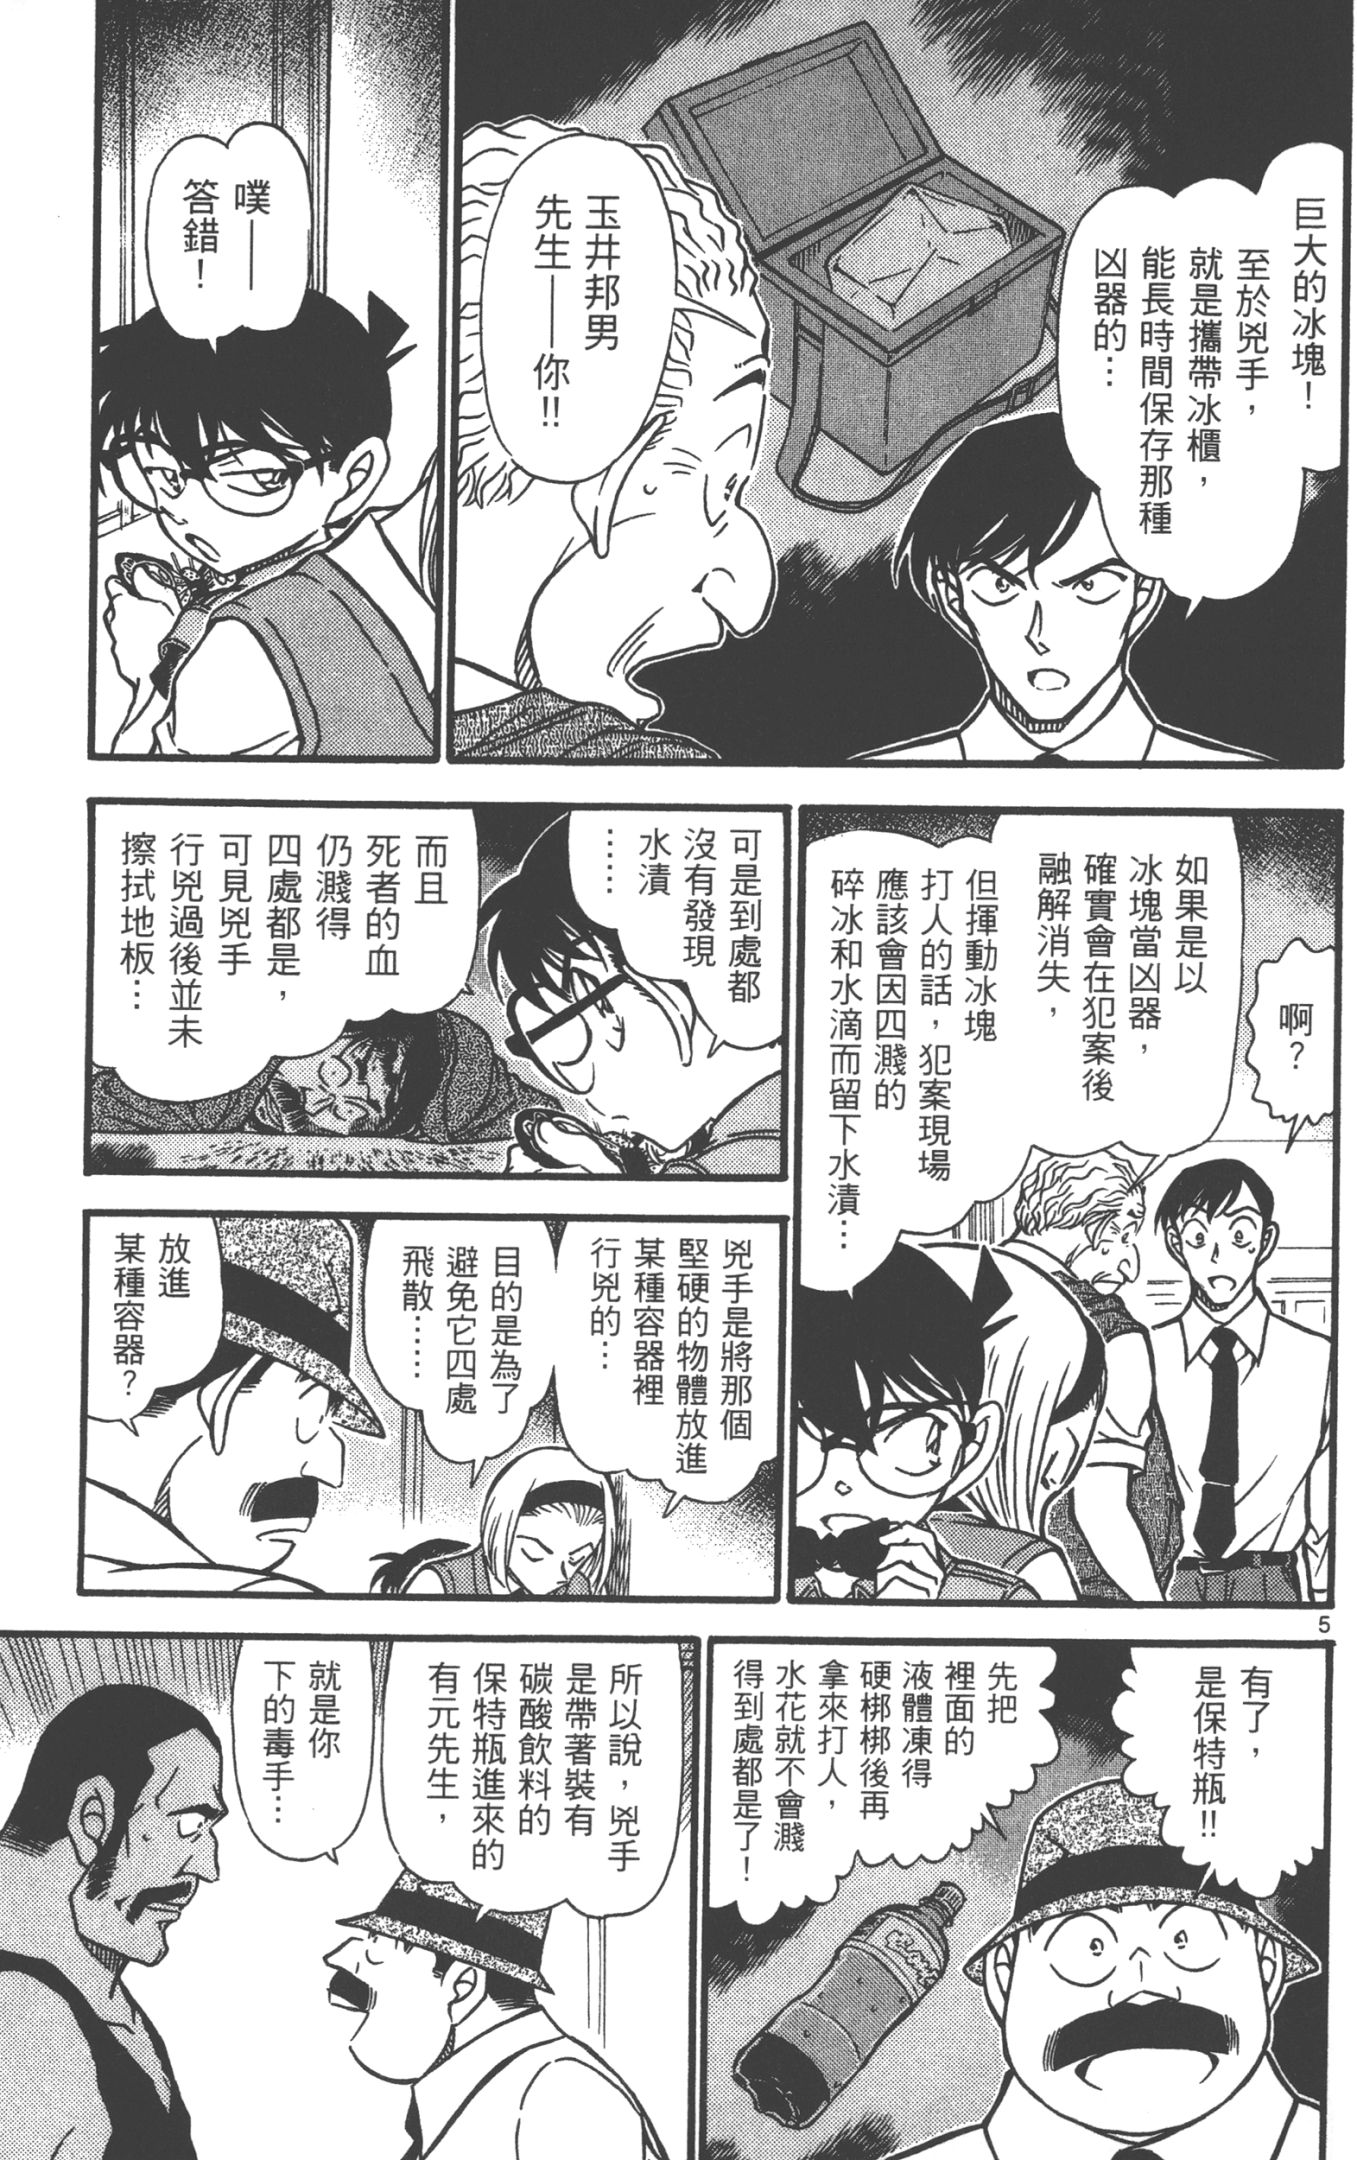 巨大的冰塊！
至於兇手，
就是攜帶冰櫃，
能長時間保存那種
凶器的…
玉井邦男
先生——你!!
噗——
答錯！
啊？
如果是以
冰塊當凶器，
確實會在犯案後
融解消失，
但揮動冰塊
打人的話，犯案現場
應該會因四濺的
碎冰和水滴而留下水漬…
可是到處都
沒有發現
水漬
……
而且
死者的血
仍濺得
四處都是，
可見兇手
行兇過後並未
擦拭地板…
兇手是將那個
堅硬的物體放進
某種容器裡
行兇的…
目的是為了
避免它四處
飛散……
放進
某種容器？
5
有了，
是保特瓶!!
先把
裡面的
液體凍得
硬梆梆後再
拿來打人，
水花就不會濺
得到處都是了！
所以說，兇手
是帶著裝有
碳酸飲料的
保特瓶進來的
有元先生，
就是你
下的毒手…